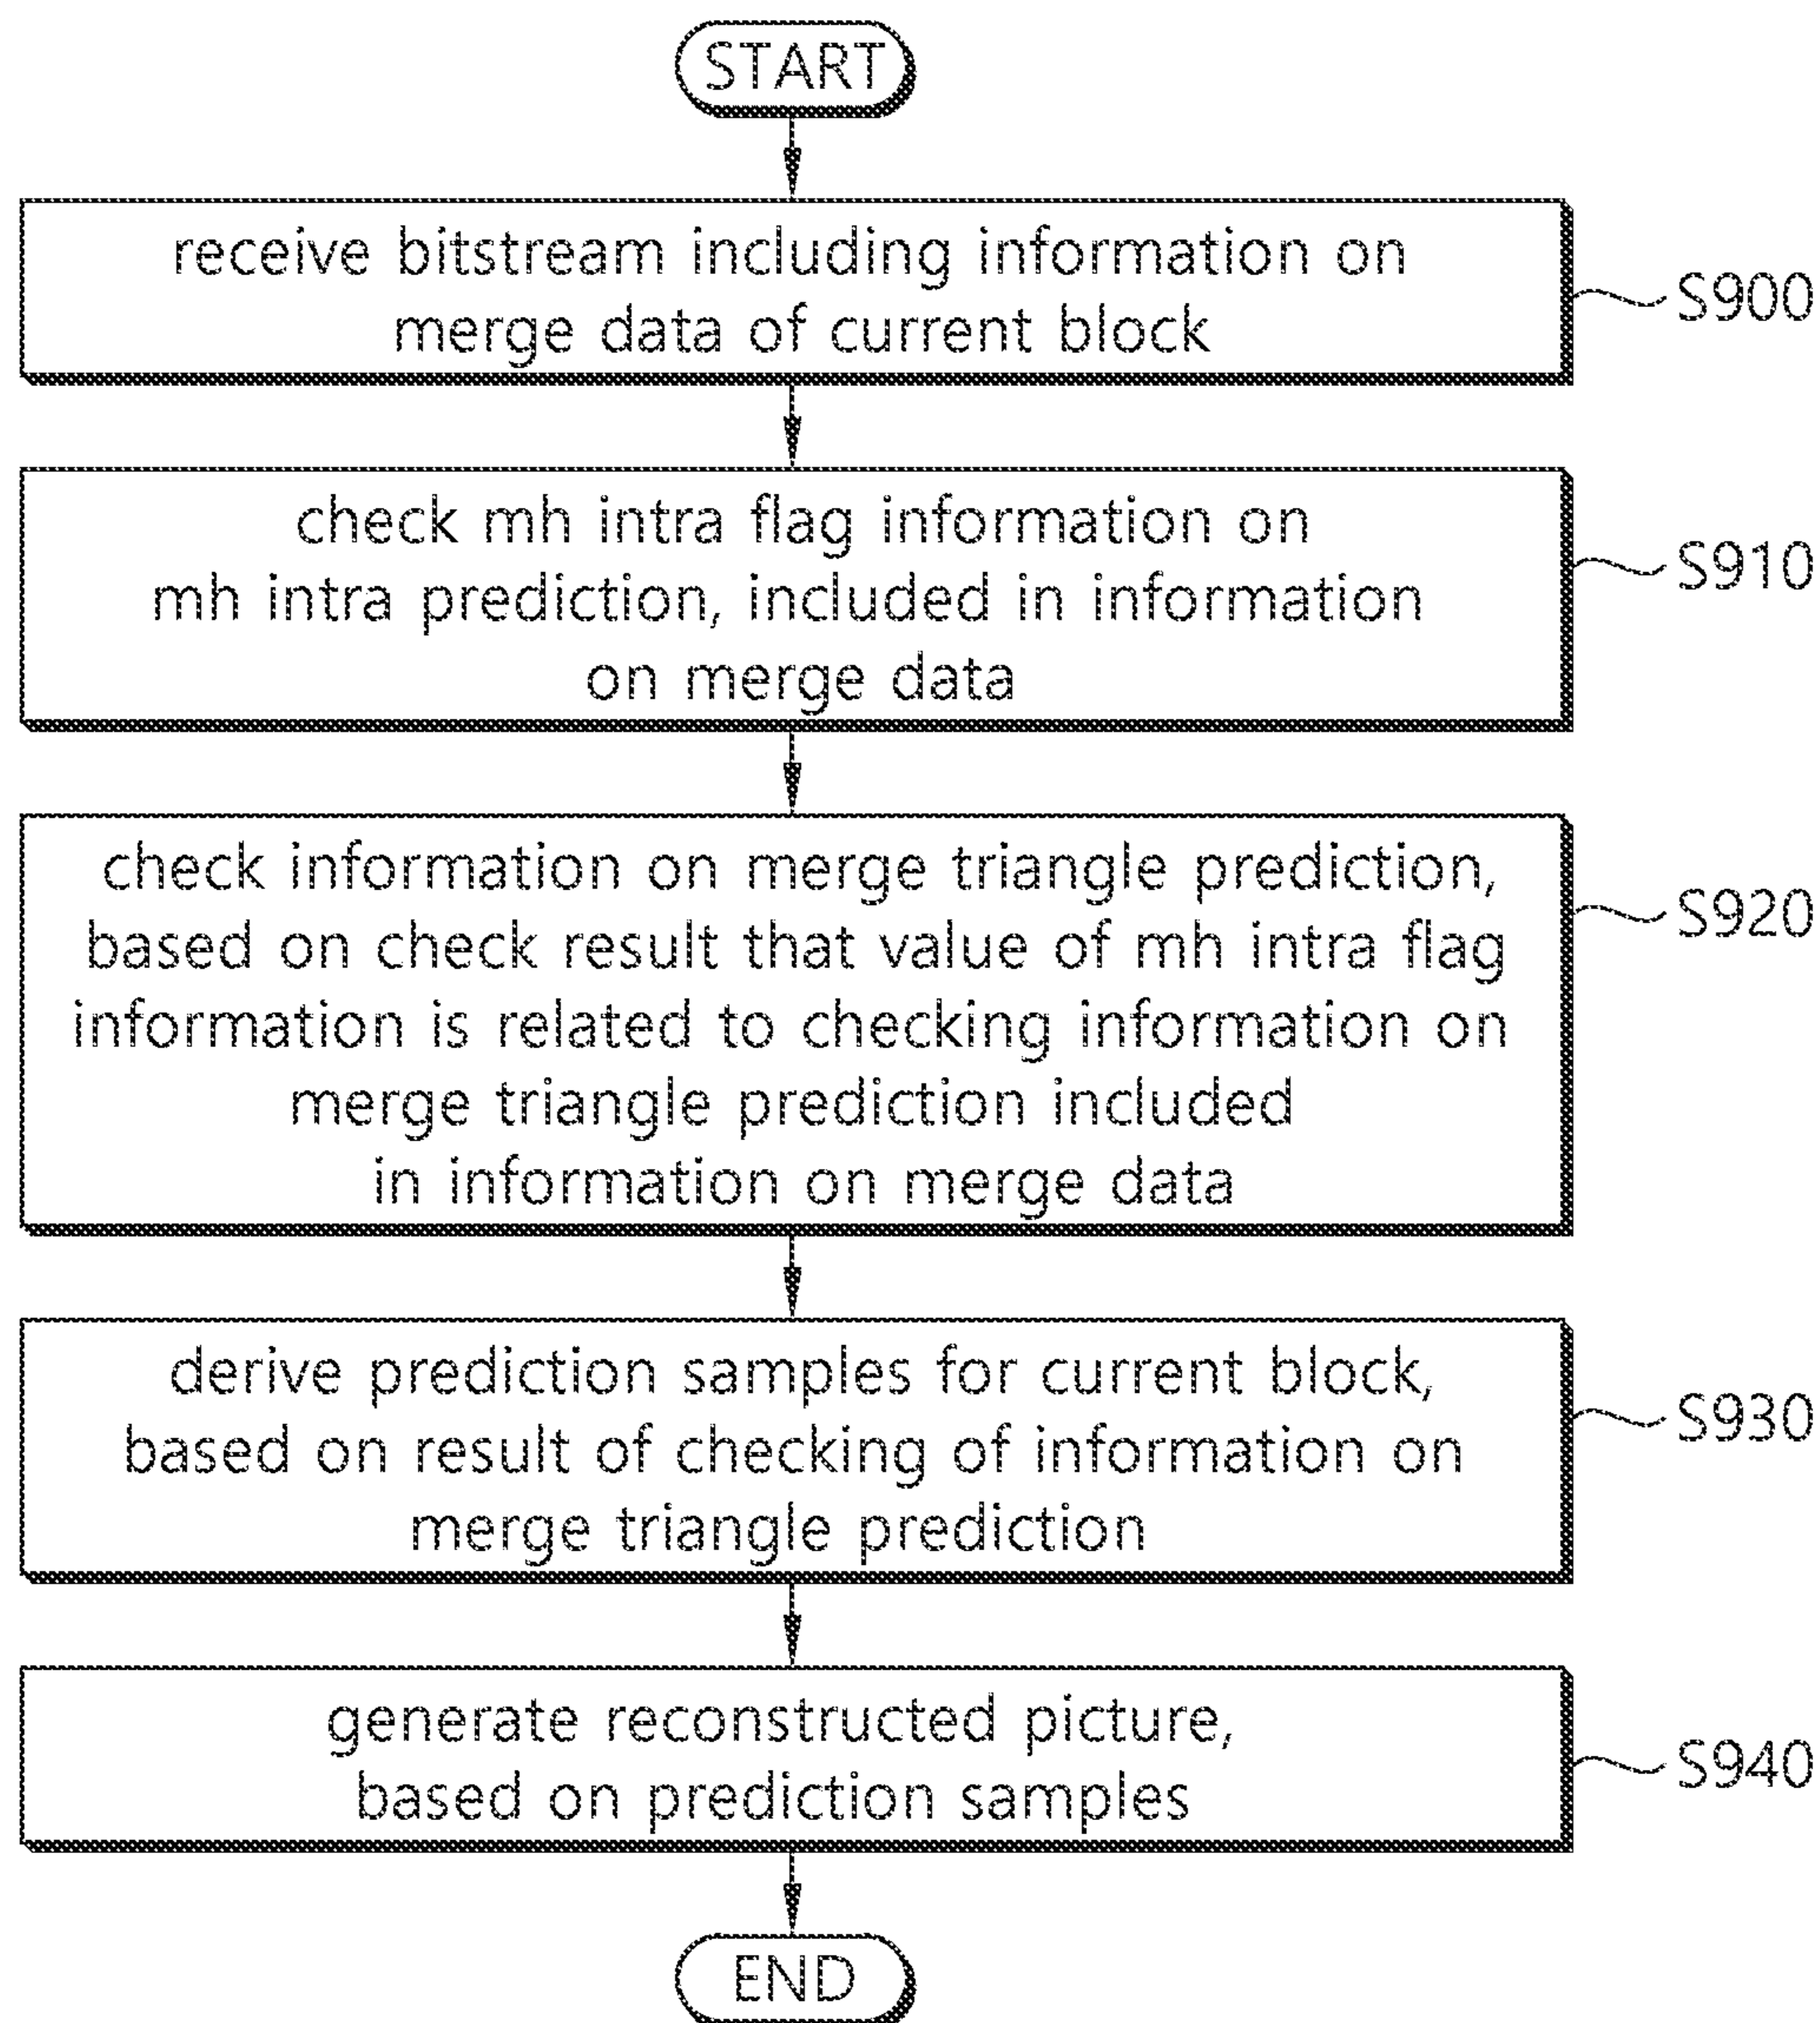 START
receive bitstream including information on
merge data of current block
S900
check mh intra flag information on
mh intra prediction, included in information
on merge data
S910
check information on merge triangle prediction,
based on check result that value of mh intra flag
information is related to checking information on
merge triangle prediction included
in information on merge data
S920
derive prediction samples for current block,
based on result of checking of information on
merge triangle prediction
S930
generate reconstructed picture,
based on prediction samples
S940
END